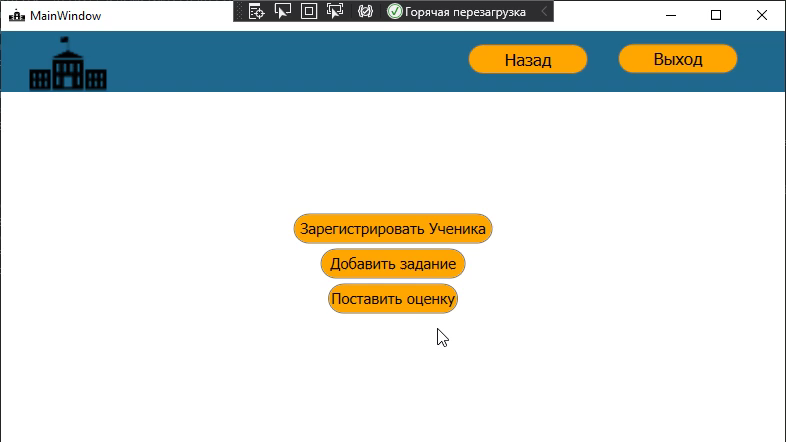 MainWindow
Горячая перезагрузка
Назад
Выход
Зарегистрировать Ученика
Добавить задание
Поставить оценку